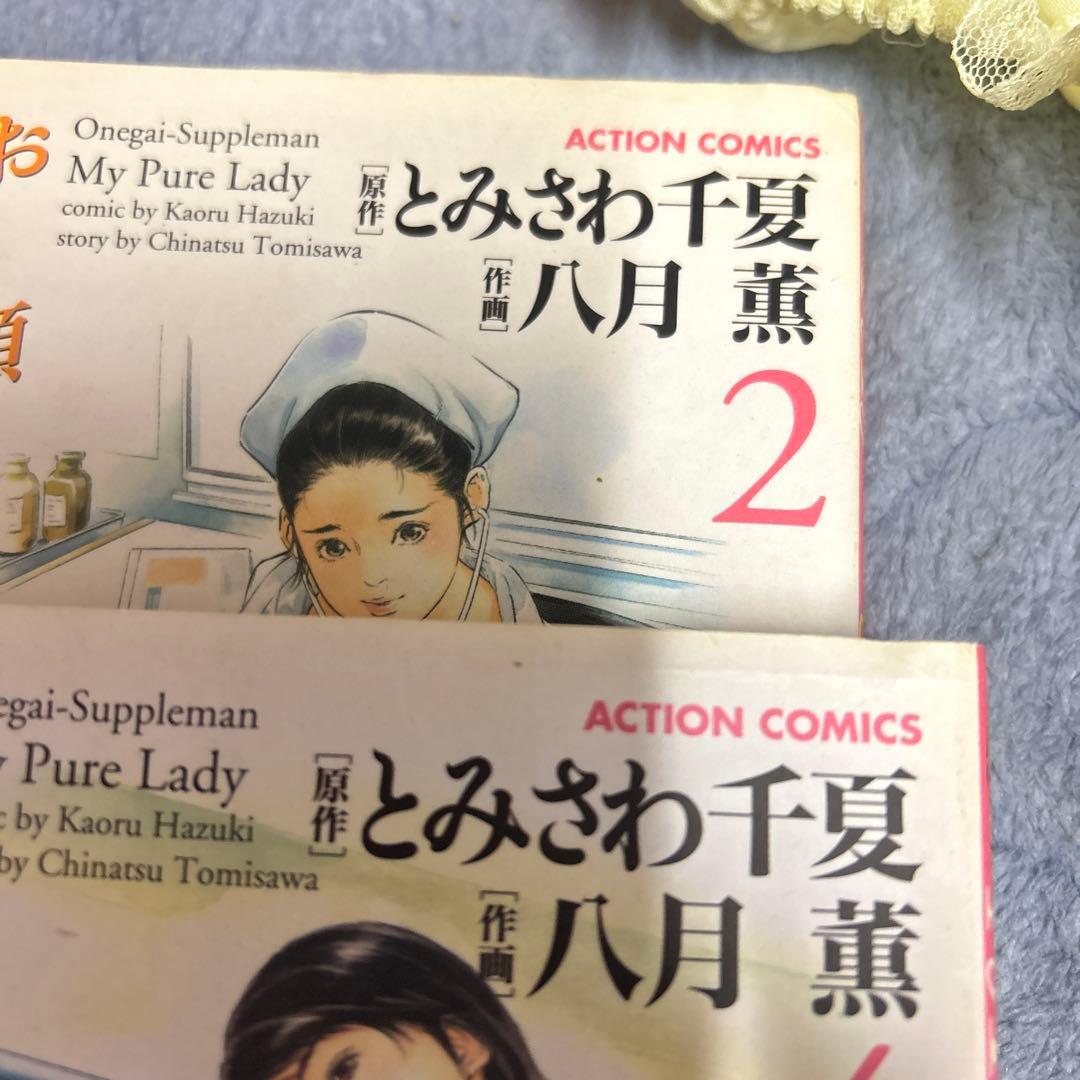 お
願
Onegai-Suppleman
My Pure Lady
comic by Kaoru Hazuki
story by Chinatsu Tomisawa
ACTION COMICS
[原作]とみさわ千夏
[作画]八月 薫
2
egai-Suppleman
Pure Lady
c by Kaoru Hazuki
by Chinatsu Tomisawa
ACTION COMICS
[原作]とみさわ千夏
[作画]八月 薫